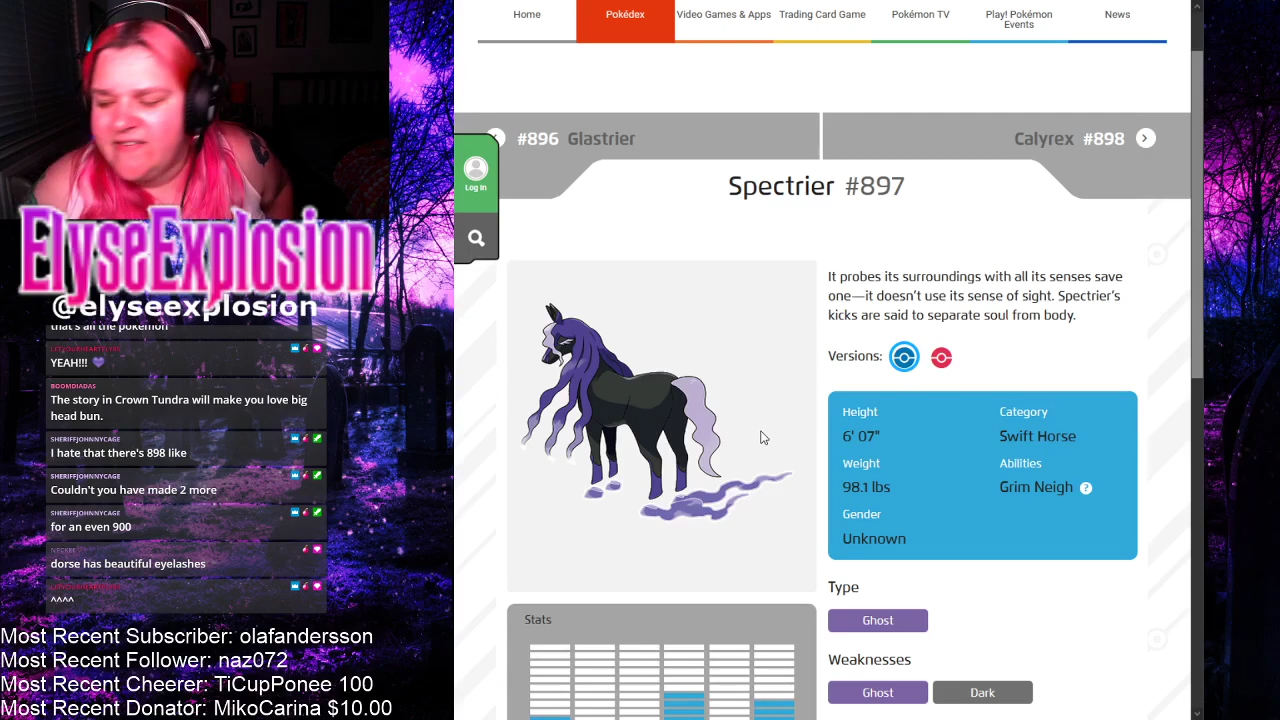 Home
Pokédex
Video Games & Apps
Trading Card Game
Pokémon TV
Play! Pokémon
Events
News
#896 Glastrier
Calyrex #898
Log In
Spectrier #897
ElyseExplosion
@elyseexplosion
It probes its surroundings with all its senses save
one—it doesn't use its sense of sight. Spectrier's
kicks are said to separate soul from body.
Versions:
Height
6' 07"
Weight
98.1 lbs
Gender
Unknown
Category
Swift Horse
Abilities
Grim Neigh ?
Type
Ghost
Weaknesses
Ghost
Dark
Stats
that's all the pokemon
YEAH!!!
BOOMDIADAS
The story in Crown Tundra will make you love big
head bun.
SHERIFFJOHNNYCAGE
I hate that there's 898 like
SHERIFFJOHNNYCAGE
Couldn't you have made 2 more
SHERIFFJOHNNYCAGE
for an even 900
dorse has beautiful eyelashes
^^^^
Most Recent Subscriber: olafandersson
Most Recent Follower: naz072
Most Recent Cheerer: TiCupPonee 100
Most Recent Donator: MikoCarina $10.00